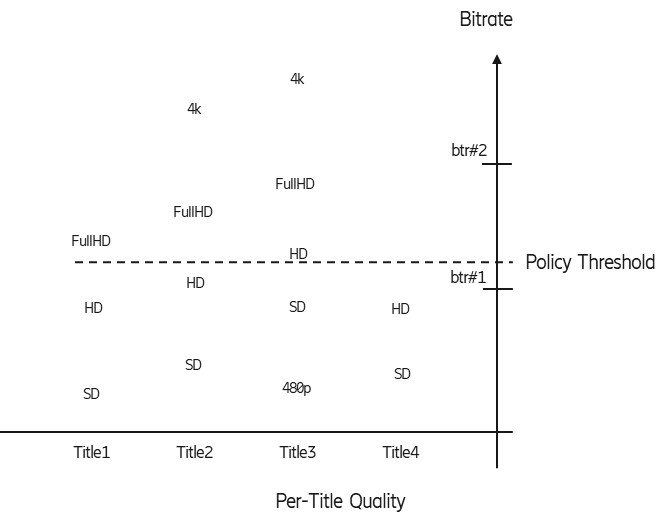 Bitrate
4k
4k
btr#2
FullHD
FullHD
FullHD
HD
Policy Threshold
btr#1
HD
HD
SD
HD
SD
SD
480p
SD
Title1 Title2 Title3 Title4
Per-Title Quality